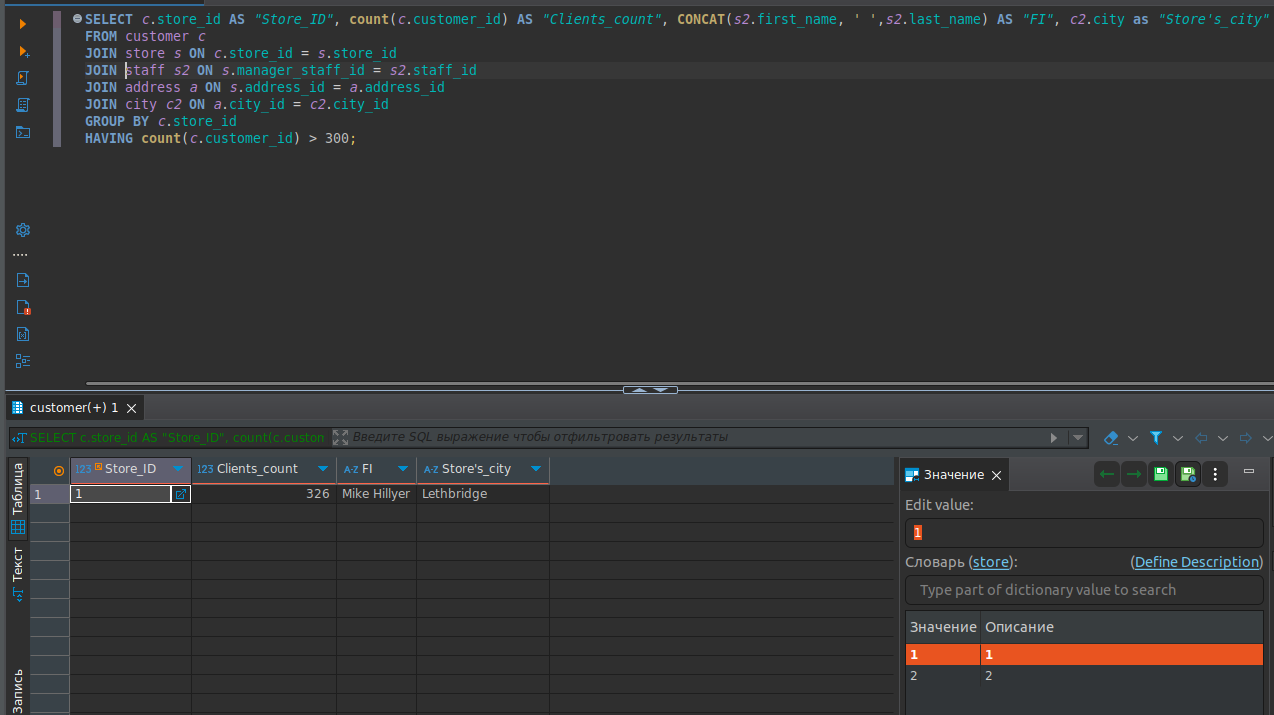 SELECT c.store_id AS "Store_ID", count(c.customer_id) AS "Clients_count", CONCAT(s2.first_name, ' ',s2.last_name) AS "FI", c2.city as "Store's_city"
FROM customer c
JOIN store s ON c.store_id = s.store_id
JOIN staff s2 ON s.manager_staff_id = s2.staff_id
JOIN address a ON s.address_id = a.address_id
JOIN city c2 ON a.city_id = c2.city_id
GROUP BY c.store_id
HAVING count(c.customer_id) > 300;
customer(+) 1
SELECT c.store_id AS "Store_ID", count(c.custon
Введите SQL выражение чтобы отфильтровать результаты
Таблица
Текст
Запись
123 Store_ID 123 Clients_count A-Z FI A-Z Store's_city
1 1 326 Mike Hillyer Lethbridge
Значение
Edit value:
1
Словарь (store): (Define Description)
Type part of dictionary value to search
Значение Описание
1 1
2 2